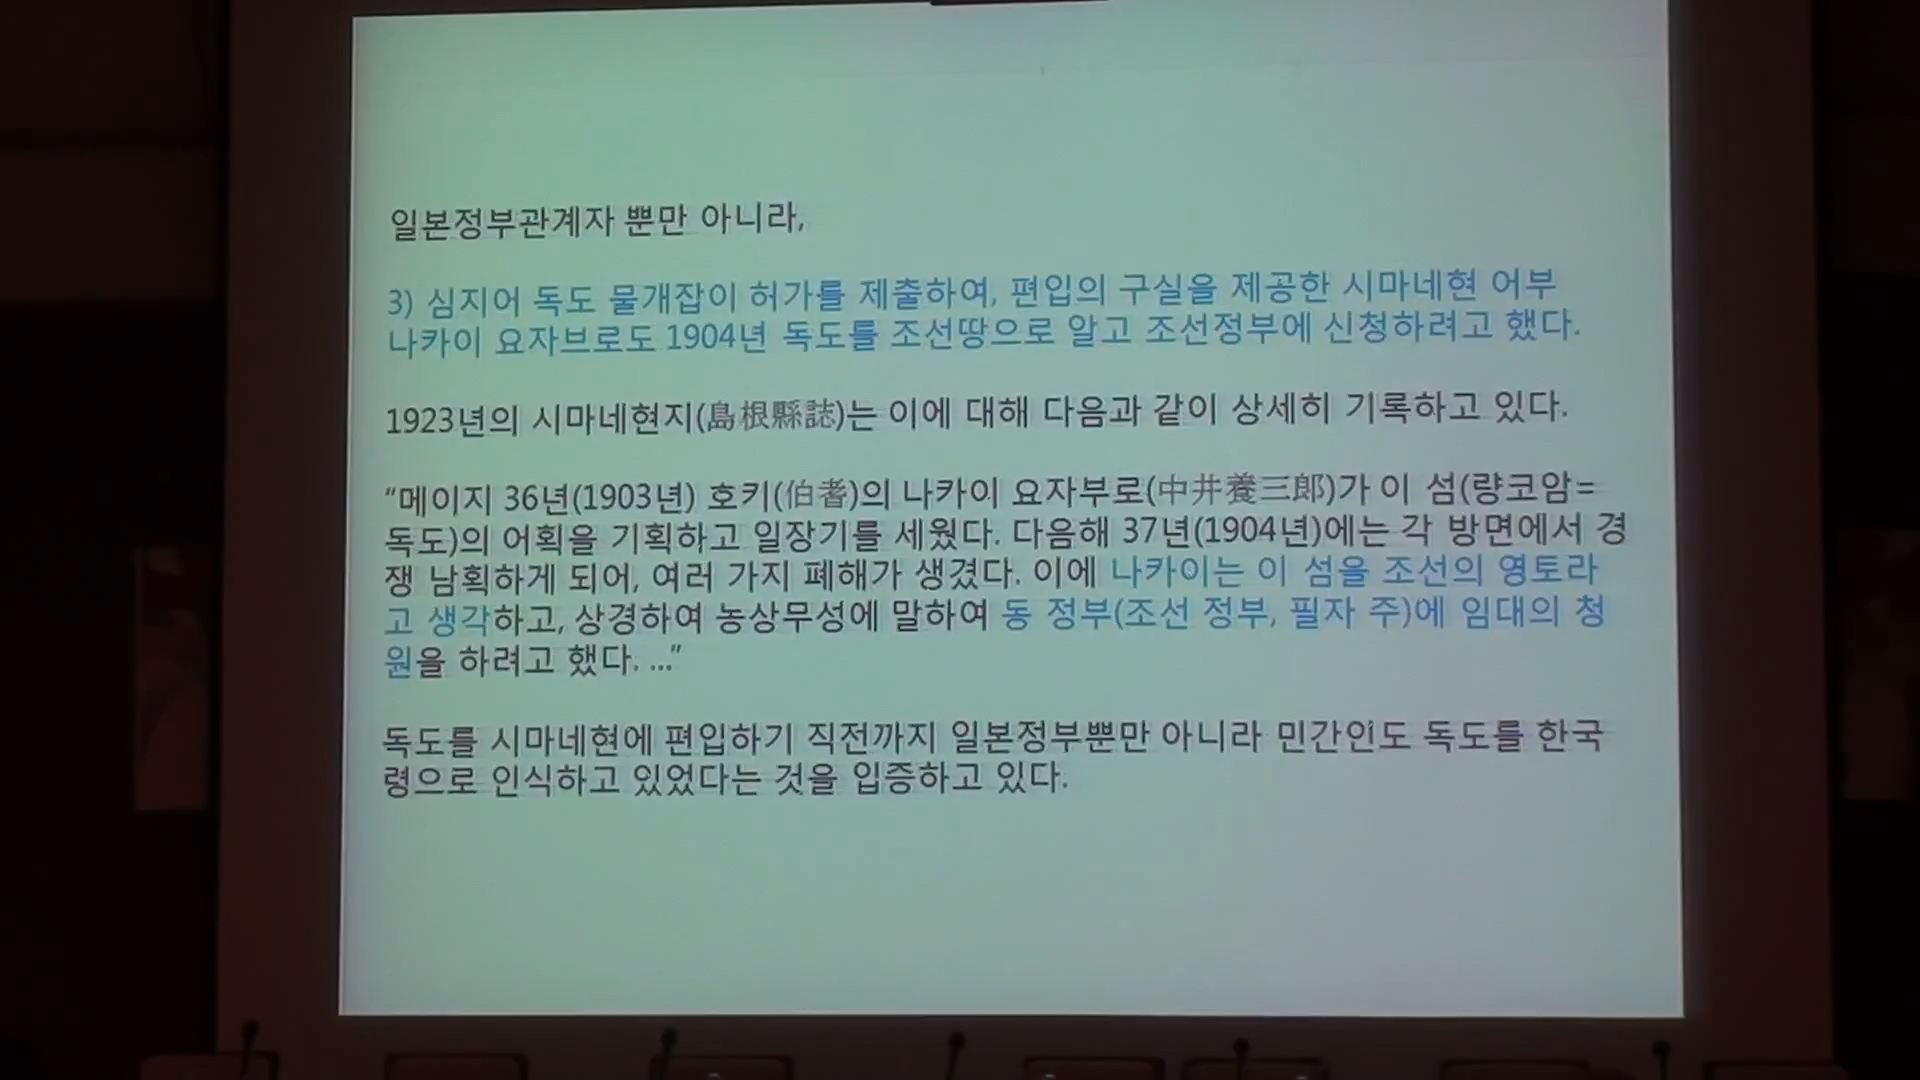 일본정부관계자 뿐만 아니라,
3) 심지어 독도 물개잡이 허가를 제출하여, 편입의 구실을 제공한 시마네현 어부
나카이 요자브로도 1904년 독도를 조선땅으로 알고 조선정부에 신청하려고 했다.
1923년의 시마네현지(島根縣誌)는 이에 대해 다음과 같이 상세히 기록하고 있다.
“메이지 36년(1903년) 호키(伯耆)의 나카이 요자부로(中井養三郎)가 이 섬(량코암=
독도)의 어획을 기획하고 일장기를 세웠다. 다음해 37년(1904년)에는 각 방면에서 경
쟁 남획하게 되어, 여러 가지 폐해가 생겼다. 이에 나카이는 이 섬을 조선의 영토라
고 생각하고, 상경하여 농상무성에 말하여 동 정부(조선 정부, 필자 주)에 임대의 청
원을 하려고 했다. ...”
독도를 시마네현에 편입하기 직전까지 일본정부뿐만 아니라 민간인도 독도를 한국
령으로 인식하고 있었다는 것을 입증하고 있다.